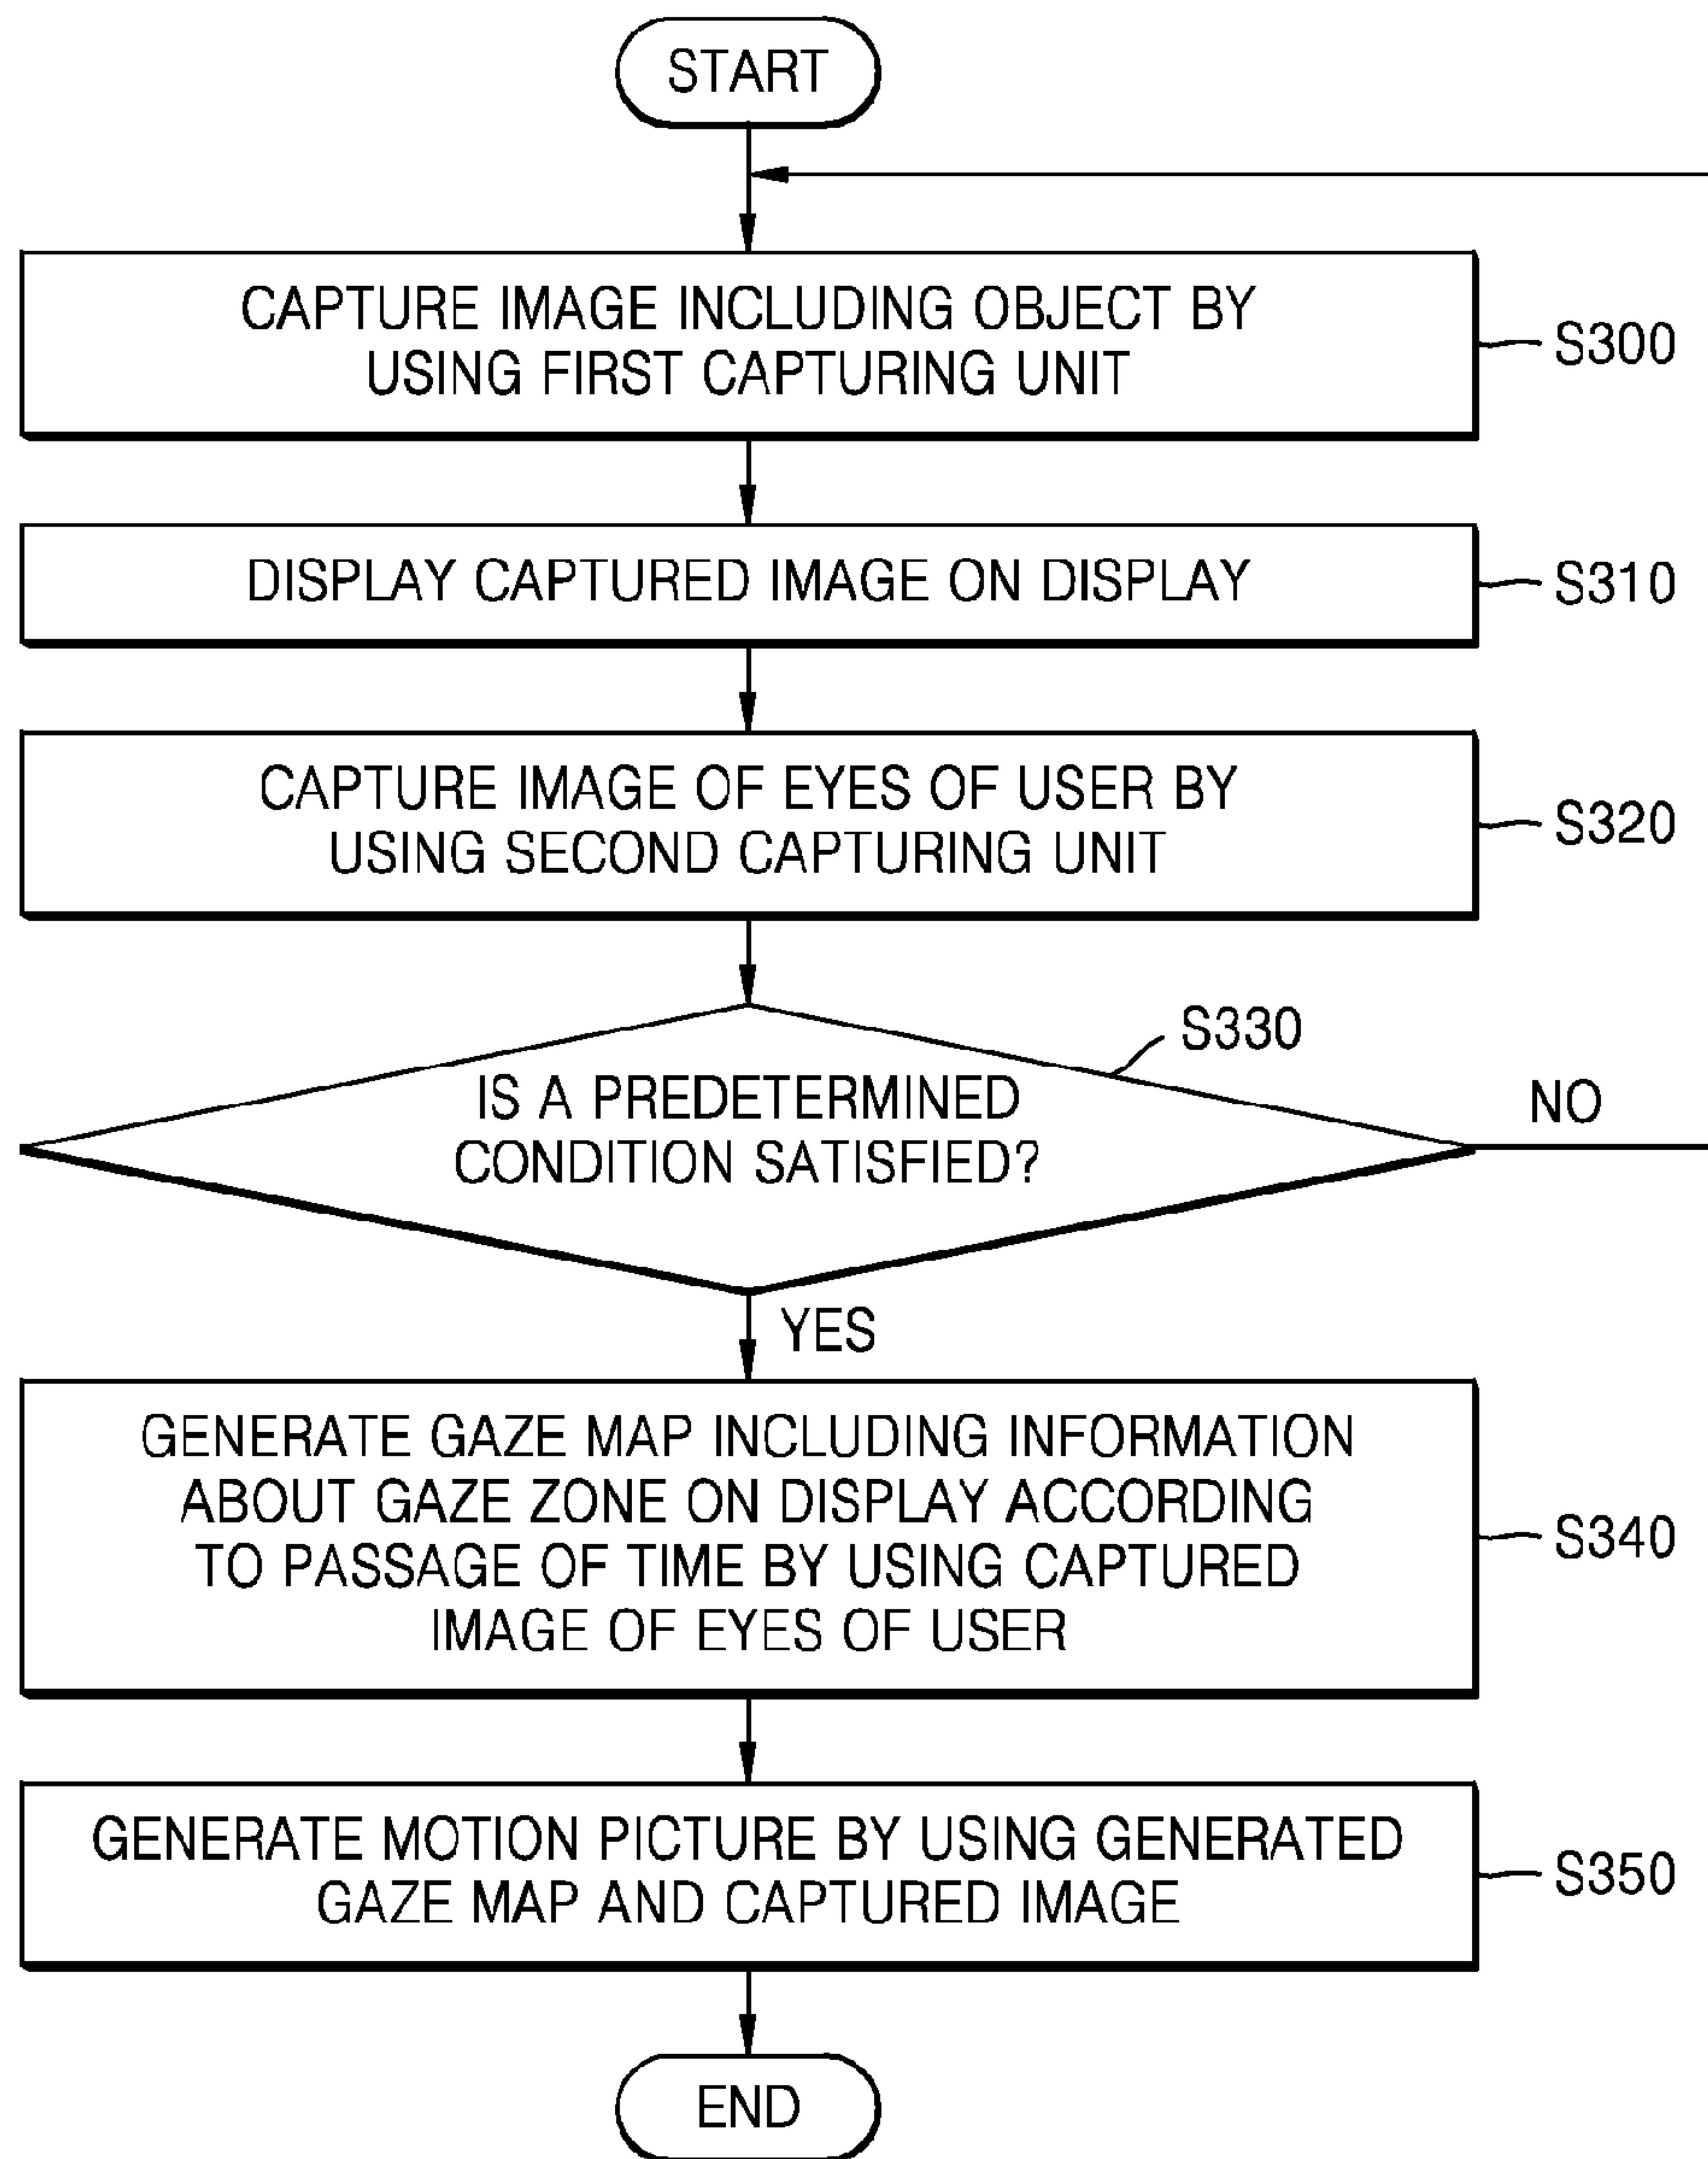 START
CAPTURE IMAGE INCLUDING OBJECT BY
USING FIRST CAPTURING UNIT
S300
DISPLAY CAPTURED IMAGE ON DISPLAY
S310
CAPTURE IMAGE OF EYES OF USER BY
USING SECOND CAPTURING UNIT
S320
S330
IS A PREDETERMINED
CONDITION SATISFIED?
NO
YES
GENERATE GAZE MAP INCLUDING INFORMATION
ABOUT GAZE ZONE ON DISPLAY ACCORDING
TO PASSAGE OF TIME BY USING CAPTURED
IMAGE OF EYES OF USER
S340
GENERATE MOTION PICTURE BY USING GENERATED
GAZE MAP AND CAPTURED IMAGE
S350
END